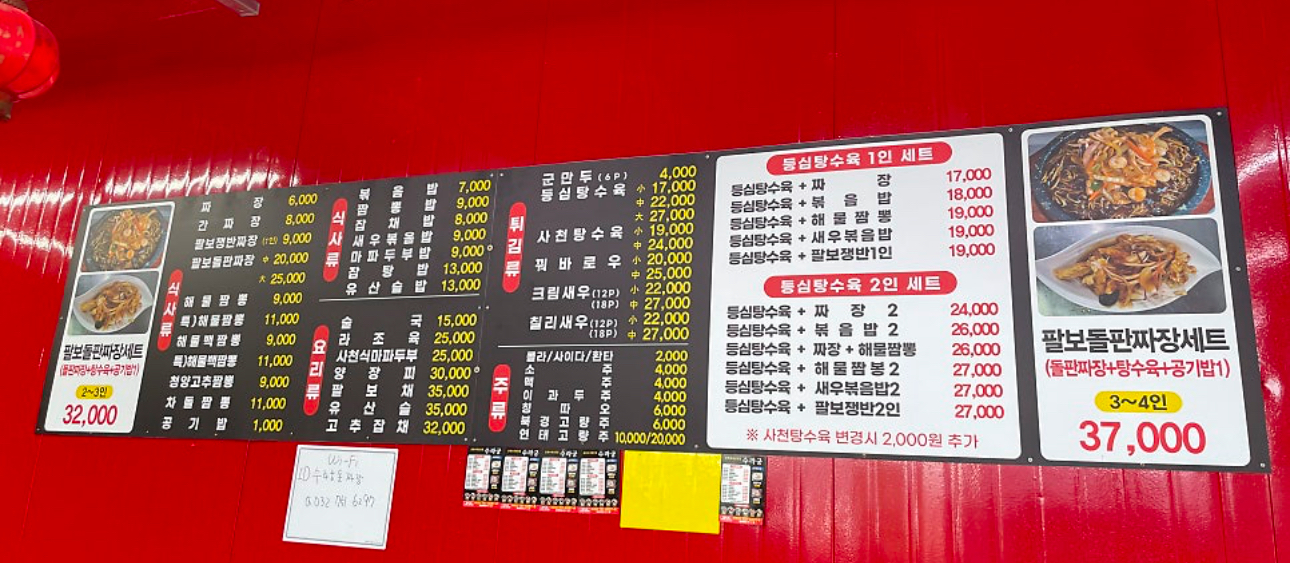 팔보돌판짜장세트
(돌판짜장+탕수육+공기밥1)
2~3인
32,000
식사류
짜장 6,000
간짜장 8,000
팔보쟁반짜장 (1인) 9,000
팔보돌판짜장 中 20,000
大 25,000
해물짬뽕 9,000
특)해물짬뽕 11,000
해물백짬뽕 9,000
특)해물백짬뽕 11,000
청양고추짬뽕 9,000
차돌짬뽕 11,000
공기밥 1,000
식사류
볶음밥 7,000
짬뽕밥 9,000
잡채밥 8,000
새우볶음밥 9,000
마파두부밥 9,000
잡탕밥 13,000
유산슬밥 13,000
요리류
술국 15,000
라조육 25,000
사천식마파두부 25,000
양장피 30,000
팔보채 35,000
유산슬 35,000
고추잡채 32,000
튀김류
군만두(6P) 4,000
등심탕수육 小 17,000
中 22,000
大 27,000
사천탕수육 小 19,000
中 24,000
꿔바로우 小 20,000
中 25,000
크림새우(12P) 小 22,000
(18P) 中 27,000
칠리새우(12P) 小 22,000
(18P) 中 27,000
주류
콜라/사이다/환타 2,000
소주 4,000
맥주 4,000
이과두주 4,000
칭따오 6,000
북경고량주 6,000
연태고량주 10,000/20,000
등심탕수육 1인 세트
등심탕수육 + 짜장 17,000
등심탕수육 + 볶음밥 18,000
등심탕수육 + 해물짬뽕 19,000
등심탕수육 + 새우볶음밥 19,000
등심탕수육 + 팔보쟁반1인 19,000
등심탕수육 2인 세트
등심탕수육 + 짜장2 24,000
등심탕수육 + 볶음밥2 26,000
등심탕수육 + 짜장+해물짬뽕 26,000
등심탕수육 + 해물짬뽕2 27,000
등심탕수육 + 새우볶음밥2 27,000
등심탕수육 + 팔보쟁반2인 27,000
※ 사천탕수육 변경시 2,000원 추가
팔보돌판짜장세트
(돌판짜장+탕수육+공기밥1)
3~4인
37,000
Wi-Fi
수라궁
수라궁
수라궁
수라궁